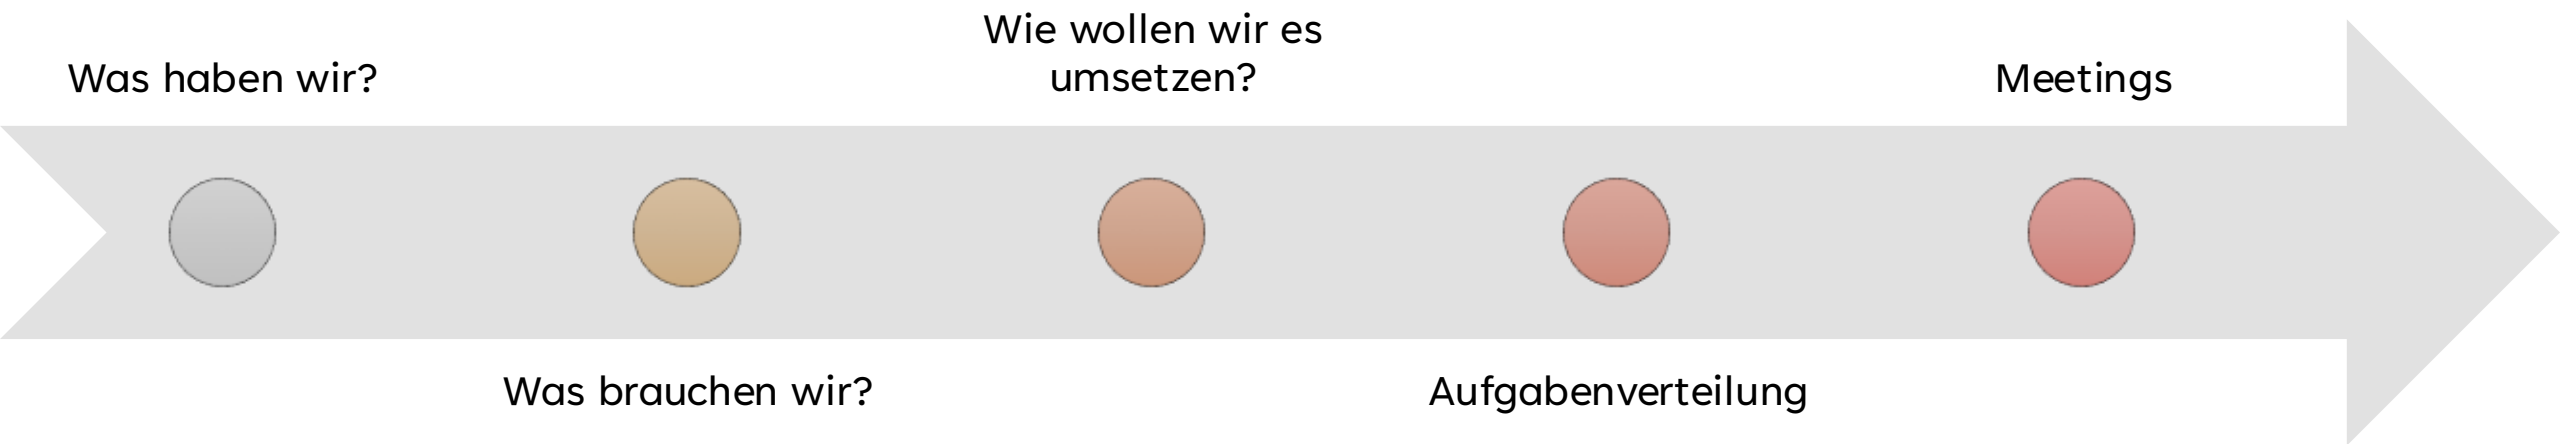 Was haben wir?
Was brauchen wir?
Wie wollen wir es
umsetzen?
Aufgabenverteilung
Meetings